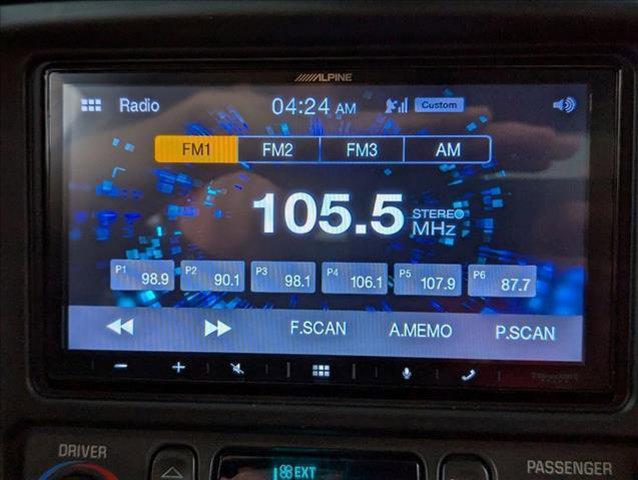 ALPINE
Radio 04:24 AM Custom
FM1 FM2 FM3 AM
105.5 STEREO MHz
P1 98.9 P2 90.1 P3 98.1 P4 106.1 P5 107.9 P6 87.7
F.SCAN A.MEMO P.SCAN
DRIVER EXT PASSENGER